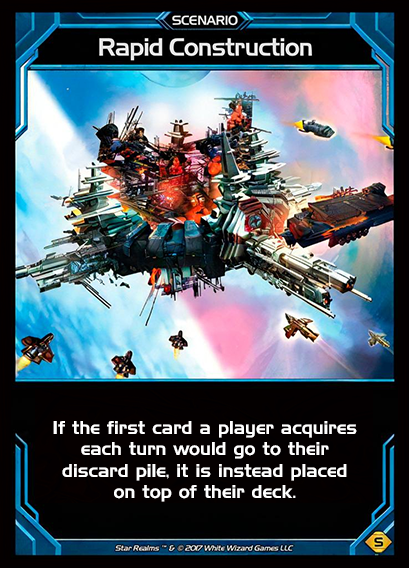 SCENARIO
Rapid Construction
If the first card a player acquires
each turn would go to their
discard pile, it is instead placed
on top of their deck.
S
Star Realms ™ & © 2017 White Wizard Games LLC